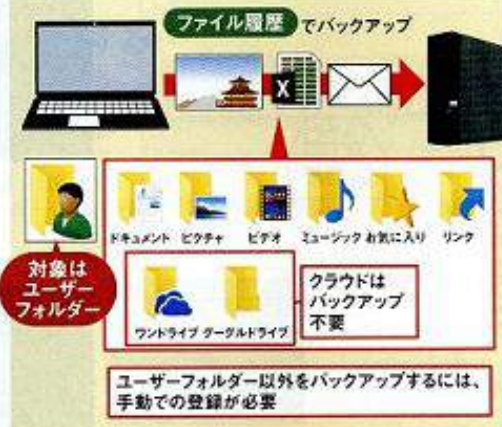 ファイル履歴 でバックアップ
X
ドキュメント ピクチャ ビデオ ミュージック お気に入り リンク
対象は
ユーザー
フォルダー
ワンドライブ グーグルドライブ
クラウドは
バックアップ
不要
ユーザーフォルダー以外をバックアップするには、
手動での登録が必要